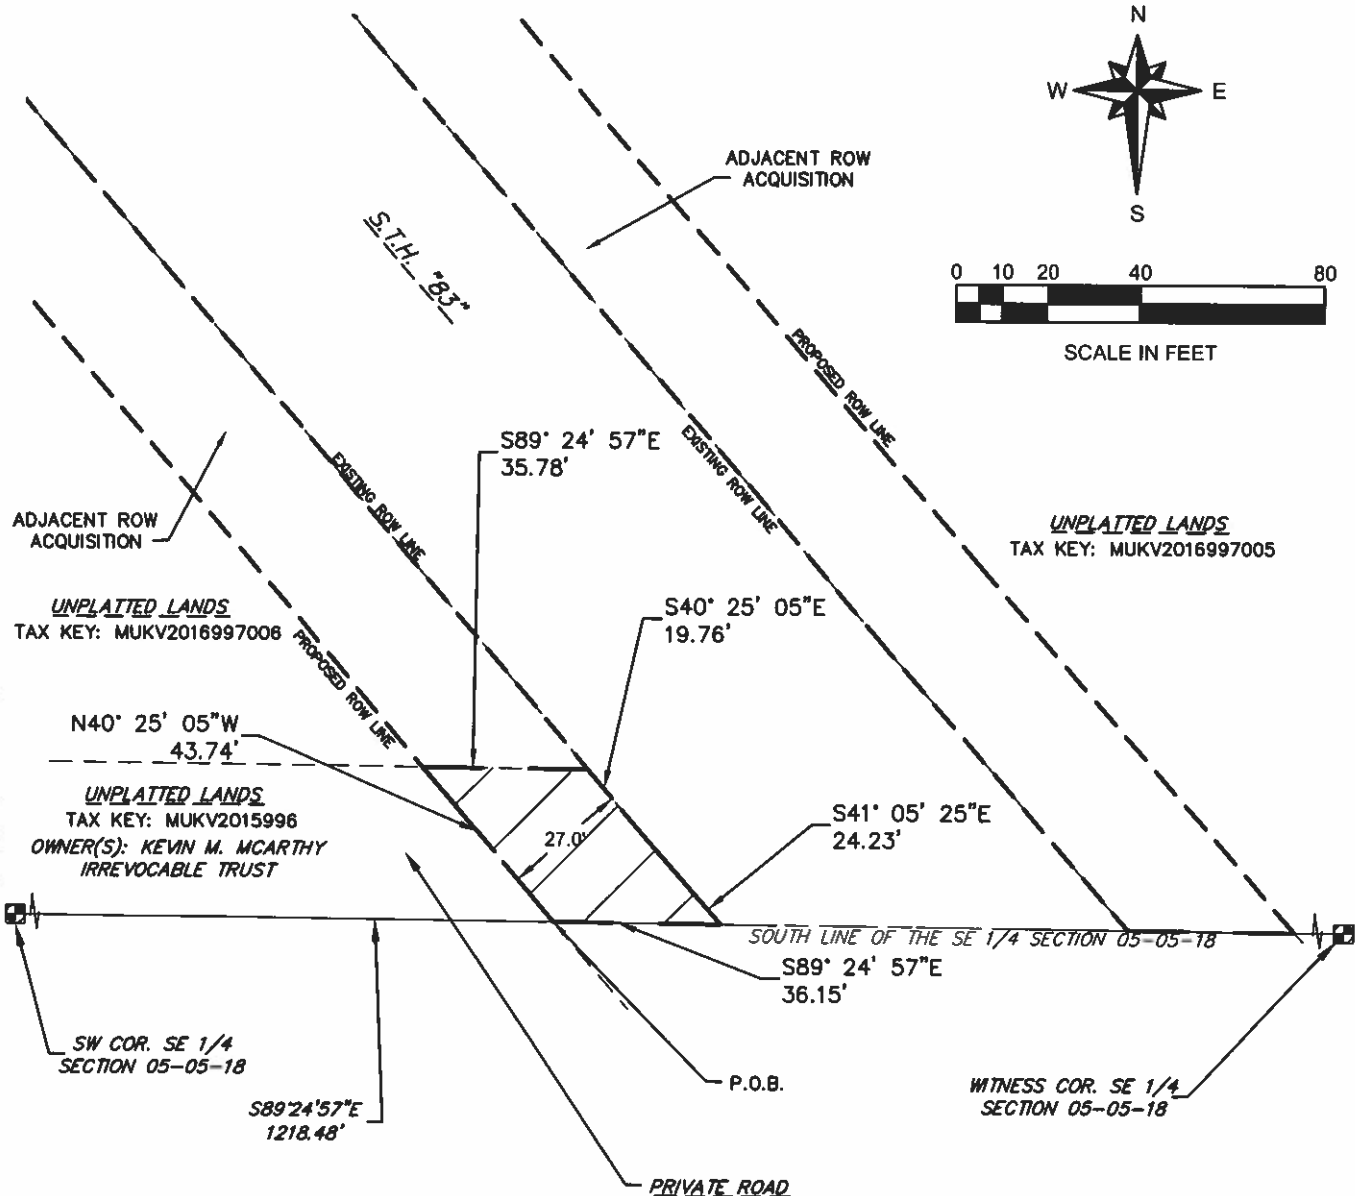 N
W
E
S
ADJACENT ROW
ACQUISITION
S.T.H. "83"
0 10 20 40 80
SCALE IN FEET
PROPOSED ROW LINE
S89° 24' 57"E
35.78'
EXISTING ROW LINE
EXISTING ROW LINE
ADJACENT ROW
ACQUISITION
UNPLATTED LANDS
TAX KEY: MUKV2016997005
UNPLATTED LANDS
TAX KEY: MUKV2016997006
S40° 25' 05"E
19.76'
PROPOSED ROW LINE
N40° 25' 05"W
43.74'
UNPLATTED LANDS
TAX KEY: MUKV2015996
OWNER(S): KEVIN M. MCARTHY
IRREVOCABLE TRUST
27.0'
S41° 05' 25"E
24.23'
SOUTH LINE OF THE SE 1/4 SECTION 05-05-18
S89° 24' 57"E
36.15'
SW COR. SE 1/4
SECTION 05-05-18
P.O.B.
WITNESS COR. SE 1/4
SECTION 05-05-18
S89°24'57"E
1218.48'
PRIVATE ROAD